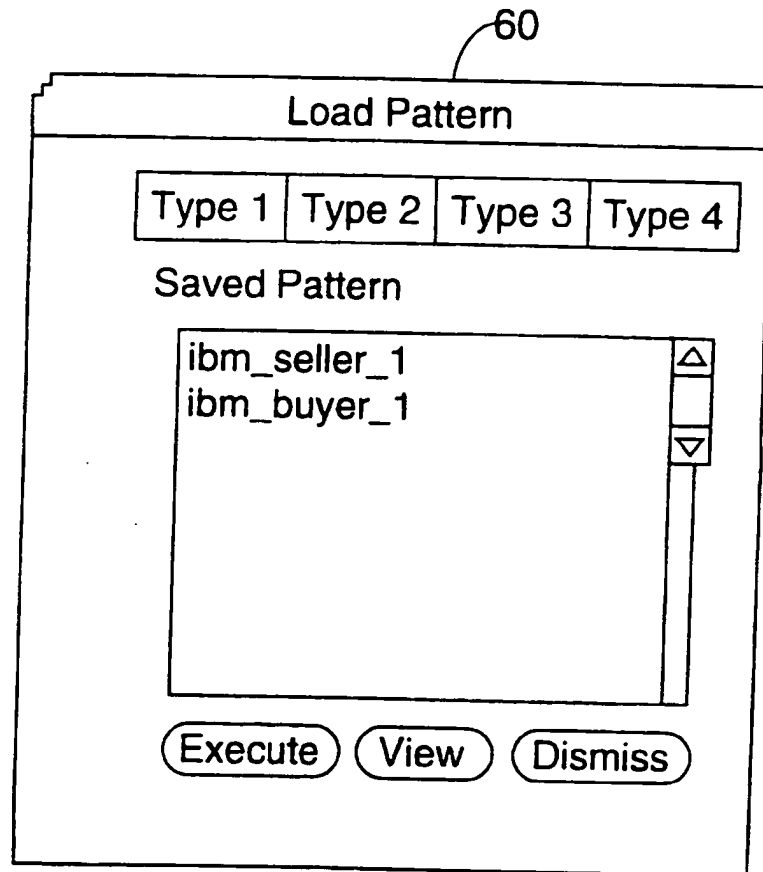 60
Load Pattern
Type 1 Type 2 Type 3 Type 4
Saved Pattern
ibm_seller_1
ibm_buyer_1
Execute View Dismiss